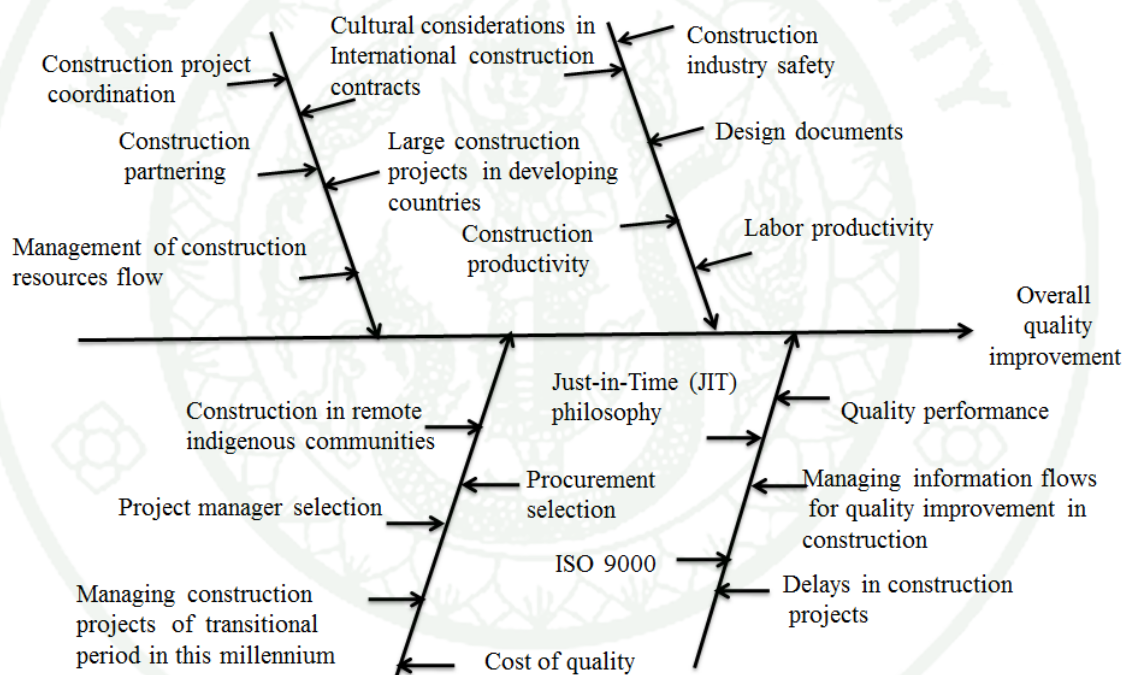 Construction project
coordination
Cultural considerations in
International construction
contracts
Construction
partnering
Large construction
projects in developing
countries
Management of construction
resources flow
Construction
industry safety
Design documents
Construction
productivity
Labor productivity
Overall
quality
improvement
Construction in remote
indigenous communities
Procurement
selection
Project manager selection
Managing construction
projects of transitional
period in this millennium
Cost of quality
Just-in-Time (JIT)
philosophy
Quality performance
Managing information flows
for quality improvement in
construction
ISO 9000
Delays in construction
projects